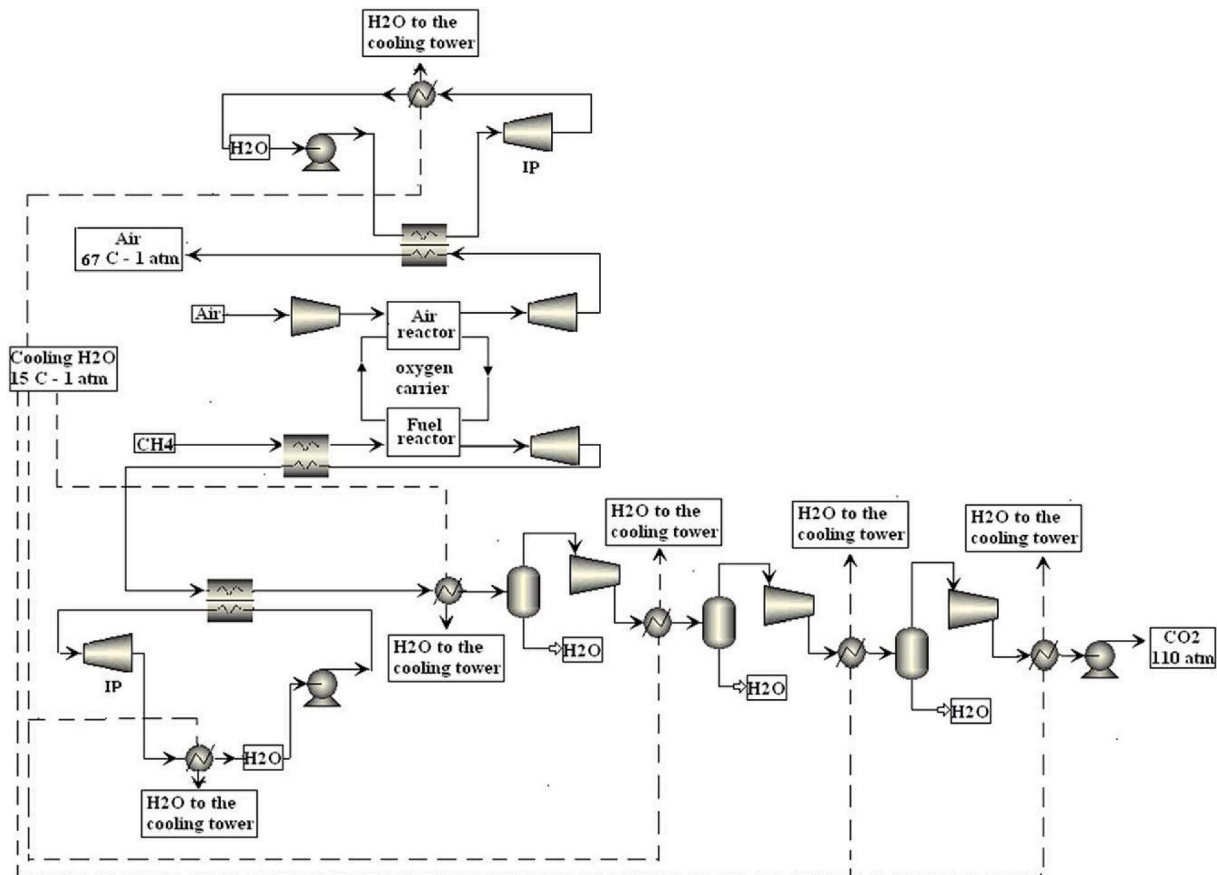 H2O to the
cooling tower
H2O
IP
Air
67 C - 1 atm
Air
Air
reactor
Cooling H2O
15 C - 1 atm
oxygen
carrier
Fuel
reactor
CH4
H2O to the
cooling tower
H2O to the
cooling tower
H2O to the
cooling tower
H2O to the
cooling tower
H2O
CO2
110 atm
IP
H2O
H2O
H2O
H2O to the
cooling tower